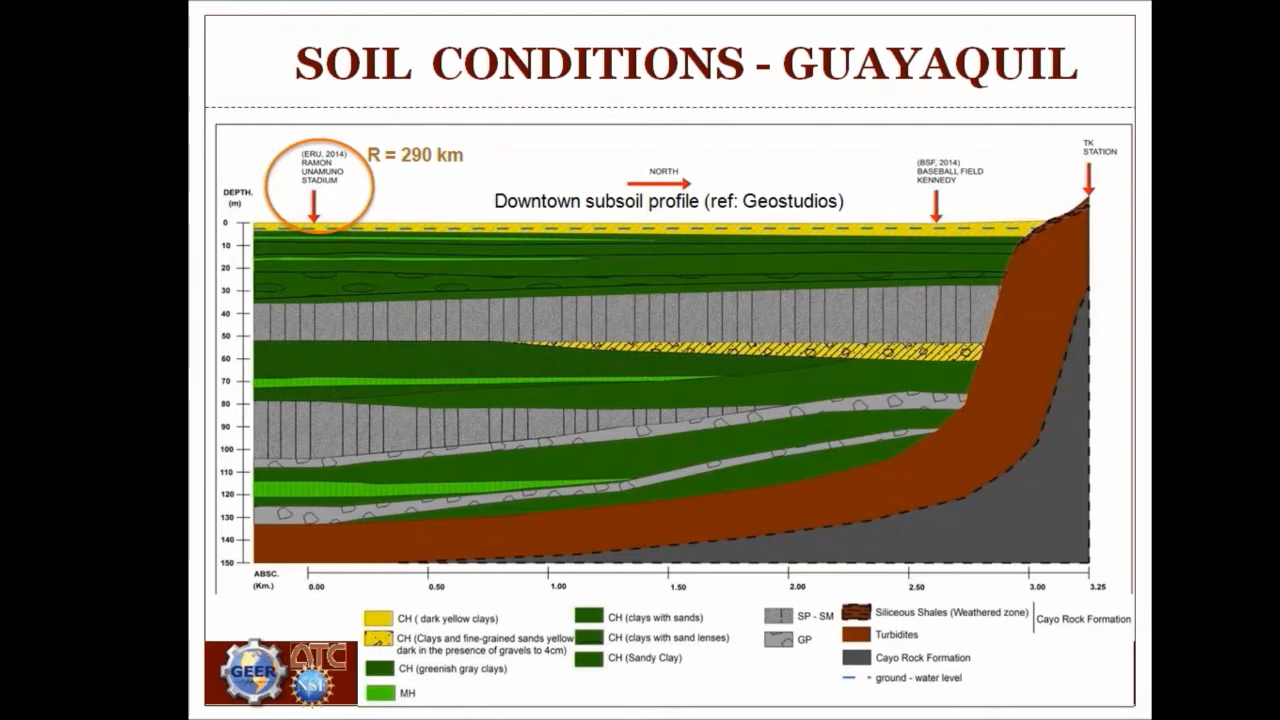 SOIL CONDITIONS - GUAYAQUIL
(ERU, 2014)
RAMON
UNAMUNO
STADIUM
R = 290 km
NORTH
Downtown subsoil profile (ref: Geostudios)
(BSF, 2014)
BASEBALL FIELD
KENNEDY
TK
STATION
DEPTH.
(m)
0
10
20
30
40
50
60
70
80
90
100
110
120
130
140
150
ABSC.
(Km.)
0.00
0.50
1.00
1.50
2.00
2.50
3.00
3.25
CH ( dark yellow clays)
CH (Clays and fine-grained sands yellow
dark in the presence of gravels to 4cm)
CH (greenish gray clays)
MH
CH (clays with sands)
CH (clays with sand lenses)
CH (Sandy Clay)
SP - SM
GP
Siliceous Shales (Weathered zone)
Turbidites
Cayo Rock Formation
ground - water level
Cayo Rock Formation
GEER
ATC
NSF